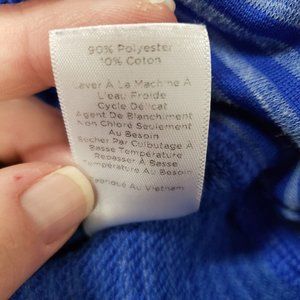 90% Polyester
10% Coton
Laver À La Machine À
L'eau Froide
Cycle Délicat
Agent De Blanchiment
Non Chloré Seulement
Au Besoin
Sécher Par Culbutage À
Basse Température
Repasser À Basse
Température Au Besoin
Fabriqué Au Vietnam